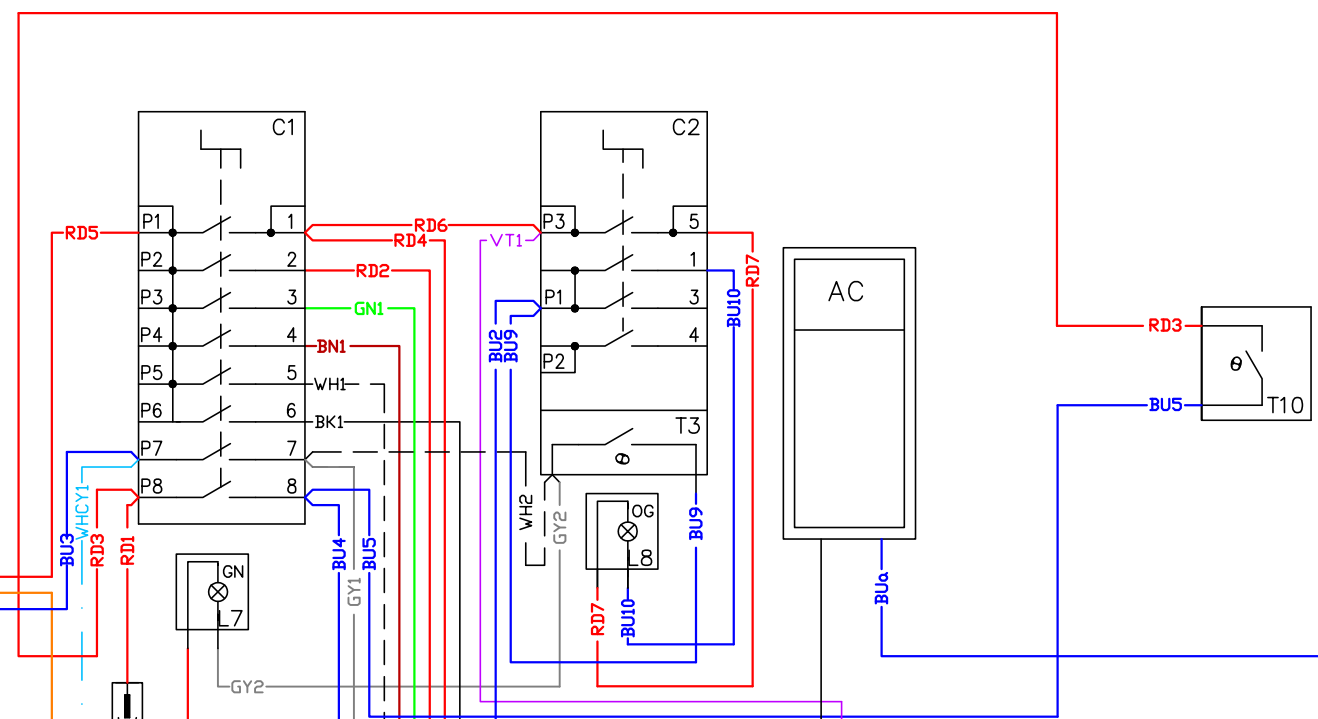 C1
C2
P1
1
P3
5
RD5
RD6
VT1
RD4
P2
2
RD2
1
RD7
AC
P3
3
GN1
P1
3
BU10
P4
4
BN1
BU2
BU9
4
RD3
P5
5
WH1
P2
θ
P6
6
BK1
BU5
T10
T3
P7
7
θ
P8
8
WHCY1
BU3
RD3
RD1
BU4
BU5
WH2
GY2
OG
L8
BU9
GN
L7
GY1
RD7
BU10
BUa
GY2